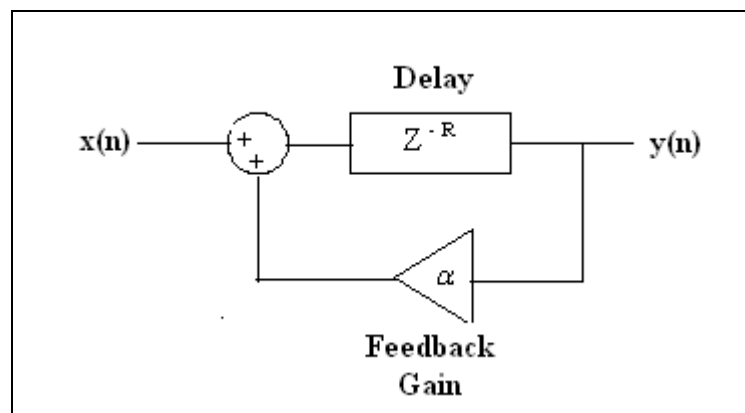 Delay
x(n)
+
+
Z^-R
y(n)
α
Feedback
Gain